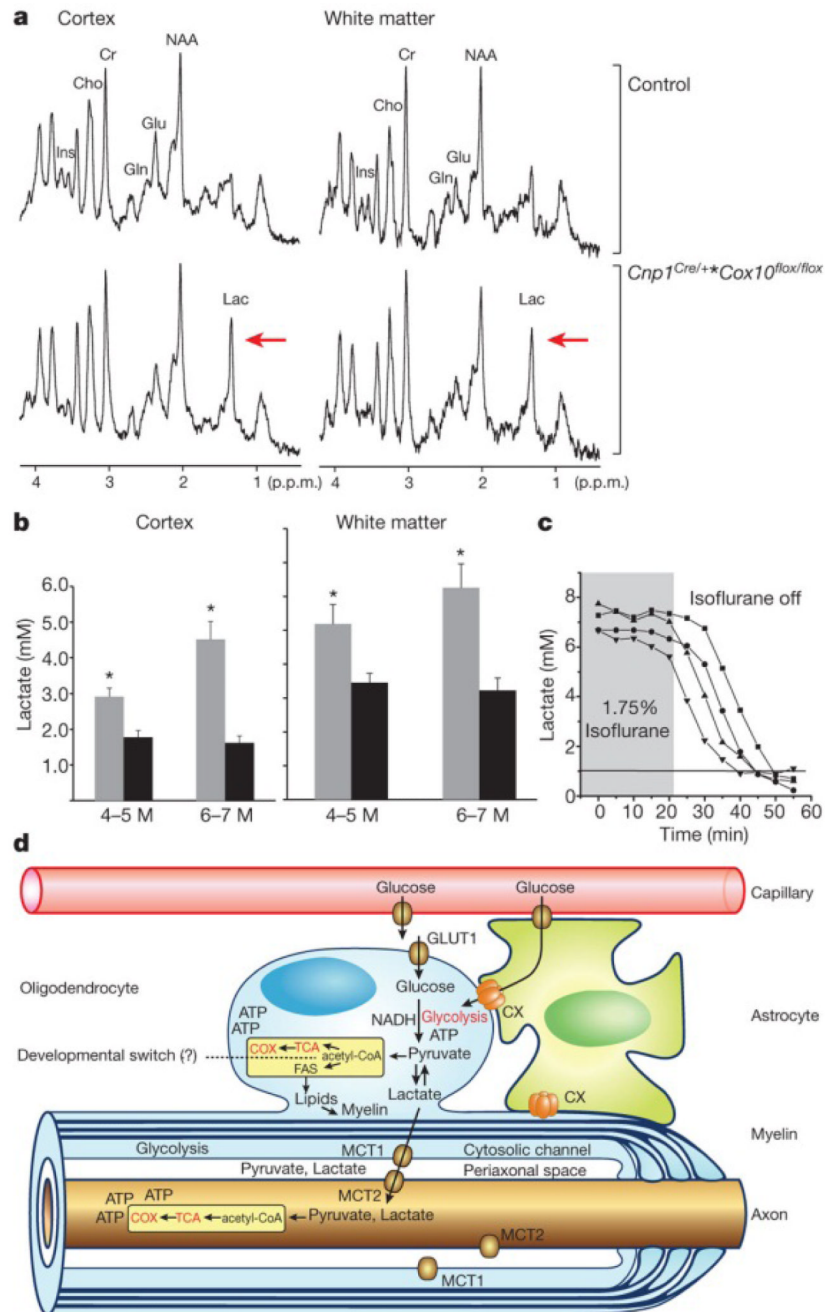 a
Cortex
White matter
Cr
NAA
Cho
Glu
Ins
Gln
Cr
NAA
Cho
Glu
Ins
Gln
Control
Lac
Lac
Cnp1Cre/+*Cox10flox/flox
4 3 2 1 (p.p.m.)
4 3 2 1 (p.p.m.)
b
Cortex
White matter
Lactate (mM)
6.0
5.0
4.0
3.0
2.0
1.0
*
*
*
*
4–5 M
6–7 M
4–5 M
6–7 M
c
Isoflurane off
1.75%
Isoflurane
Lactate (mM)
8
6
4
2
0
0 10 20 30 40 50 60
Time (min)
d
Glucose
Glucose
Capillary
GLUT1
Oligodendrocyte
Glucose
Astrocyte
ATP
ATP
NADH
Glycolysis
ATP
CX
Developmental switch (?)
COX
TCA
acetyl-CoA
FAS
Pyruvate
Lipids
Myelin
Lactate
CX
Myelin
Glycolysis
MCT1
Cytosolic channel
Pyruvate, Lactate
Periaxonal space
MCT2
ATP
ATP
ATP
COX
TCA
acetyl-CoA
Pyruvate, Lactate
Axon
MCT2
MCT1